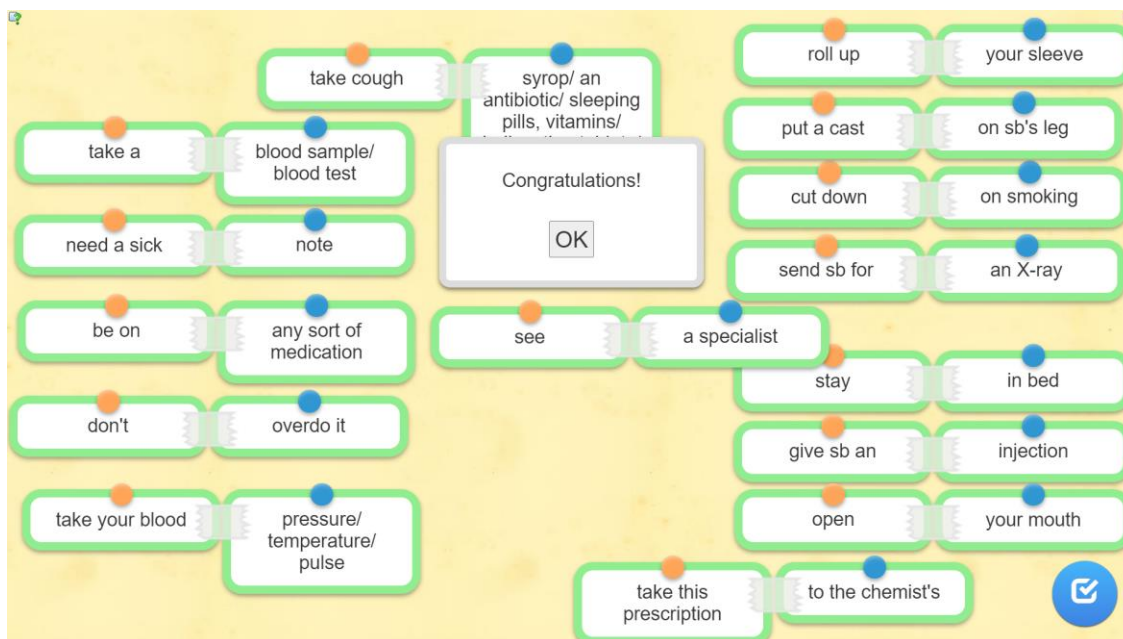 take cough
syrop/ an
antibiotic/ sleeping
pills, vitamins/
roll up
your sleeve
take a
blood sample/
blood test
put a cast
on sb's leg
Congratulations!
OK
cut down
on smoking
need a sick
note
send sb for
an X-ray
be on
any sort of
medication
see
a specialist
stay
in bed
don't
overdo it
give sb an
injection
take your blood
pressure/
temperature/
pulse
open
your mouth
take this
prescription
to the chemist's